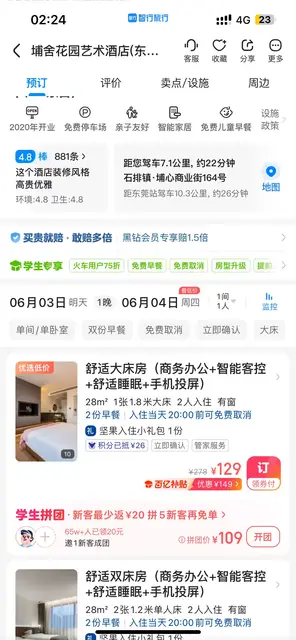 02:24
智行旅行
4G
23
埔舍花园艺术酒店(东...
客服
收藏
分享
更多
预订
评价
卖点/设施
周边
2020年开业
免费停车场
亲子友好
智能家居
免费儿童早餐
设施
政策
4.8
棒
881条
这个酒店装修风格
高贵优雅
环境:4.8 卫生:4.8
距您驾车7.1公里, 约22分钟
石排镇·埔心商业街164号
距东莞站驾车10.3公里, 约26分钟
地图
买贵就赔·敢赔多倍
黑钻会员专享赔1.5倍
学生专享
火车用户75折
免费早餐
免费取消
房型升级
提前
最低价
06月03日
明天
1晚
06月04日
周四
1间
1人
监控
单间/单卧室
双份早餐
免费取消
立即确认
大床
优选低价
舒适大床房（商务办公+智能客控
+舒适睡眠+手机投屏）
28m² 1张1.8米大床 2人入住 有窗
2份早餐
入住当天20:00前可免费取消
礼
坚果入住小礼包 1份
积分已抵¥26
立即确认
管家服务
10
¥278
¥129
百亿补贴
优惠¥149
订
领券付
学生拼团
新客最少返¥20 拼5新客再免单
65w+人已领20元
邀1新客成团
拼团价
¥109
开团
舒适双床房（商务办公+智能客控
+舒适睡眠+手机投屏）
28m² 2张1.2米单人床 2人入住 有窗
2份早餐
入住当天20:00前可免费取消